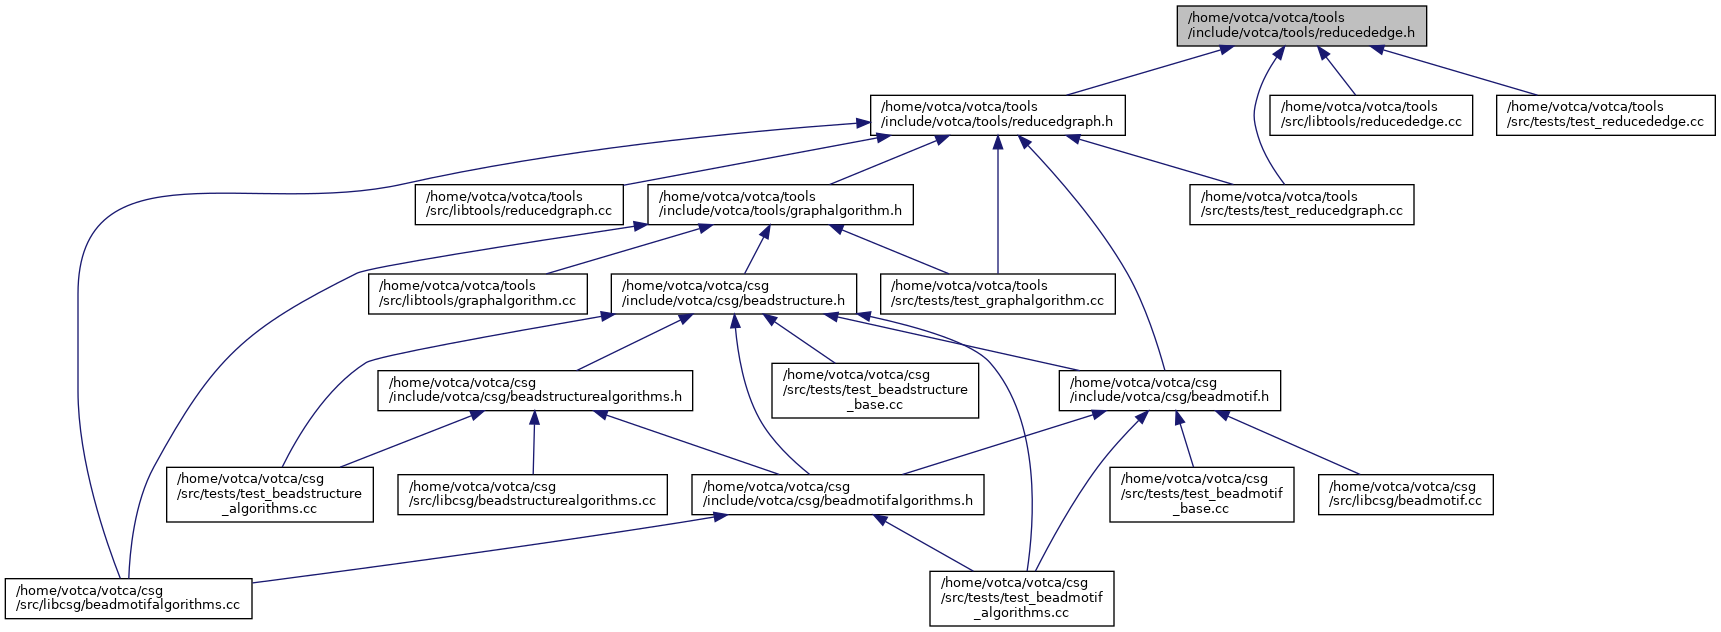 /home/votca/votca/tools
/include/votca/tools/reducededge.h
/home/votca/votca/tools
/include/votca/tools/reducedgraph.h
/home/votca/votca/tools
/src/libtools/reducededge.cc
/home/votca/votca/tools
/src/tests/test_reducededge.cc
/home/votca/votca/tools
/src/libtools/reducedgraph.cc
/home/votca/votca/tools
/include/votca/tools/graphalgorithm.h
/home/votca/votca/tools
/src/tests/test_reducedgraph.cc
/home/votca/votca/tools
/src/libtools/graphalgorithm.cc
/home/votca/votca/csg
/include/votca/csg/beadstructure.h
/home/votca/votca/tools
/src/tests/test_graphalgorithm.cc
/home/votca/votca/csg
/include/votca/csg/beadstructurealgorithms.h
/home/votca/votca/csg
/src/tests/test_beadstructure
_base.cc
/home/votca/votca/csg
/include/votca/csg/beadmotif.h
/home/votca/votca/csg
/src/tests/test_beadstructure
_algorithms.cc
/home/votca/votca/csg
/src/libcsg/beadstructurealgorithms.cc
/home/votca/votca/csg
/include/votca/csg/beadmotifalgorithms.h
/home/votca/votca/csg
/src/tests/test_beadmotif
_base.cc
/home/votca/votca/csg
/src/libcsg/beadmotif.cc
/home/votca/votca/csg
/src/libcsg/beadmotifalgorithms.cc
/home/votca/votca/csg
/src/tests/test_beadmotif
_algorithms.cc